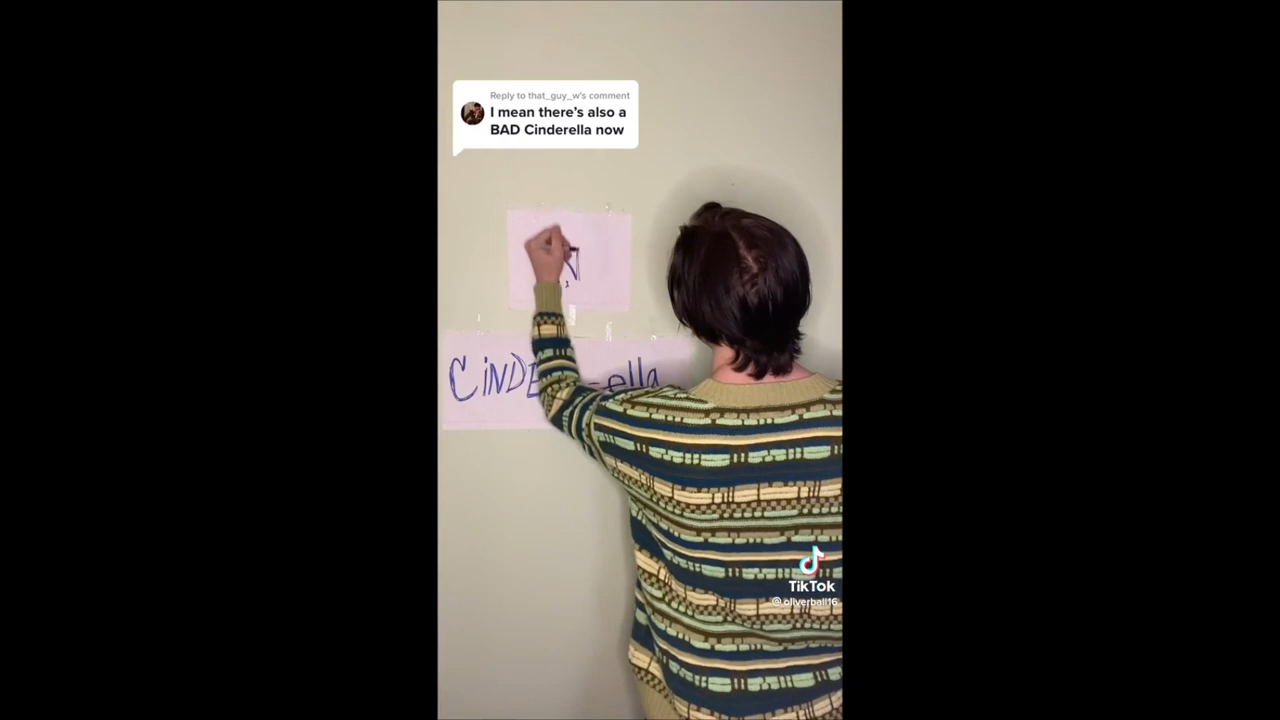 Reply to that_guy_w's comment
I mean there's also a
BAD Cinderella now
N
CiNDE ella
TikTok
@oliverball16